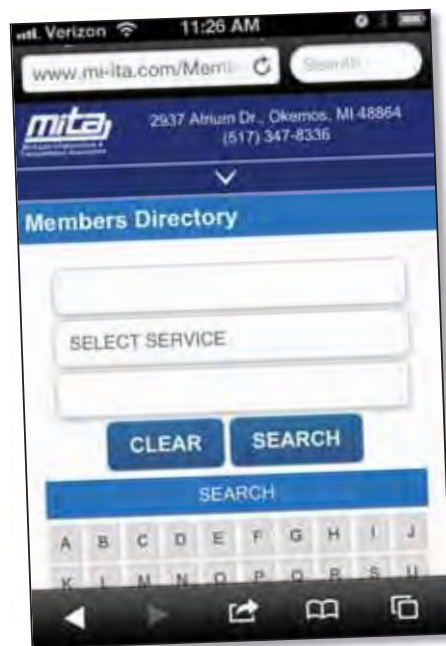 Verizon 11:26 AM
www.mi-ita.com/Mem Search
mita
2937 Atrium Dr., Okemos, MI 48864
(517) 347-8336
Members Directory
SELECT SERVICE
CLEAR SEARCH
SEARCH
A B C D E F G H I J
K L M N O P Q R S U